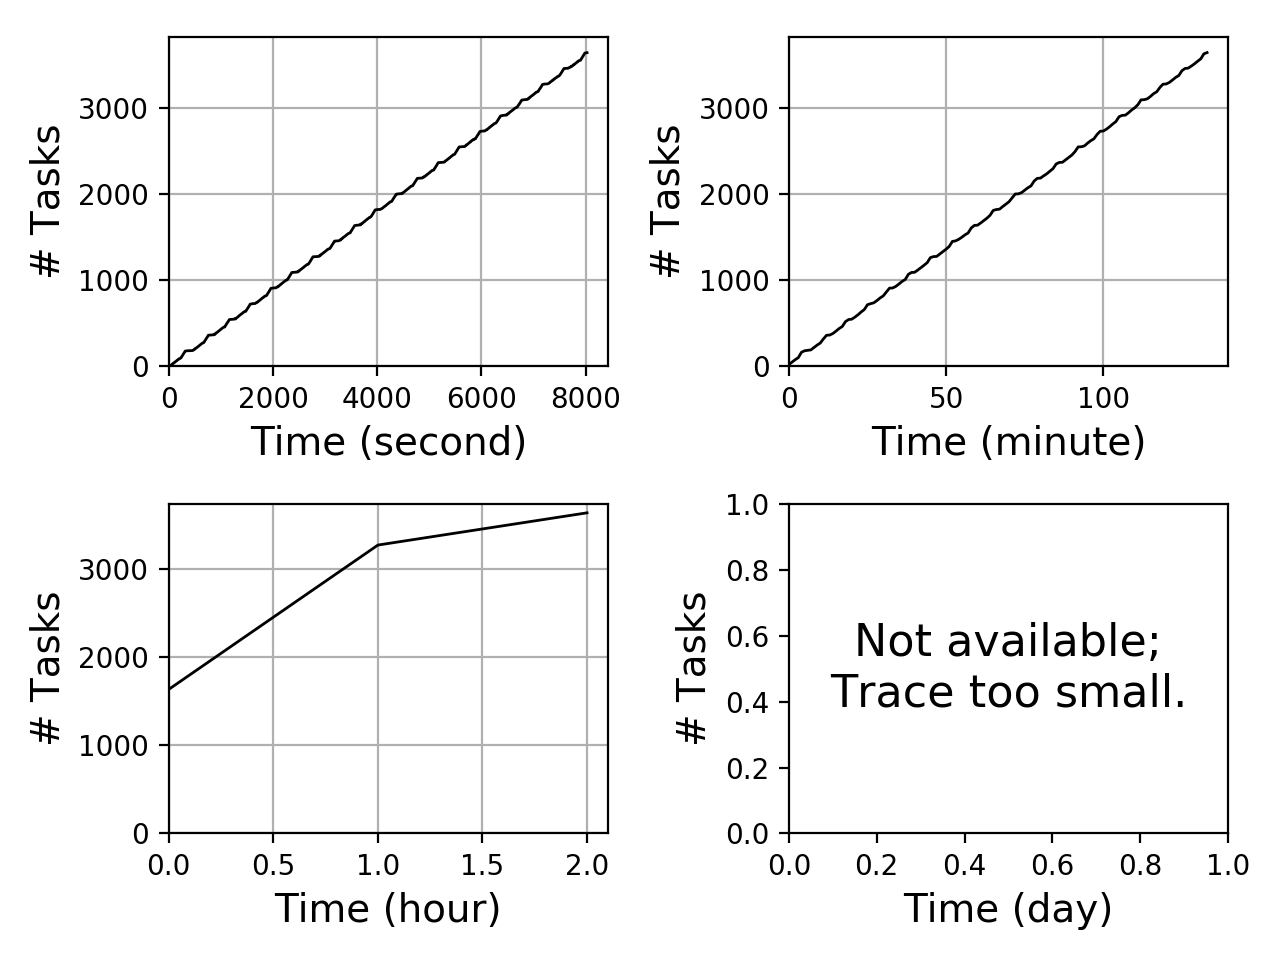 3000
2000
1000
0
# Tasks
0 2000 4000 6000 8000
Time (second)
3000
2000
1000
0
# Tasks
0 50 100
Time (minute)
3000
2000
1000
0
# Tasks
0.0 0.5 1.0 1.5 2.0
Time (hour)
1.0
0.8
0.6
0.4
0.2
0.0
# Tasks
Not available;
Trace too small.
0.0 0.2 0.4 0.6 0.8 1.0
Time (day)